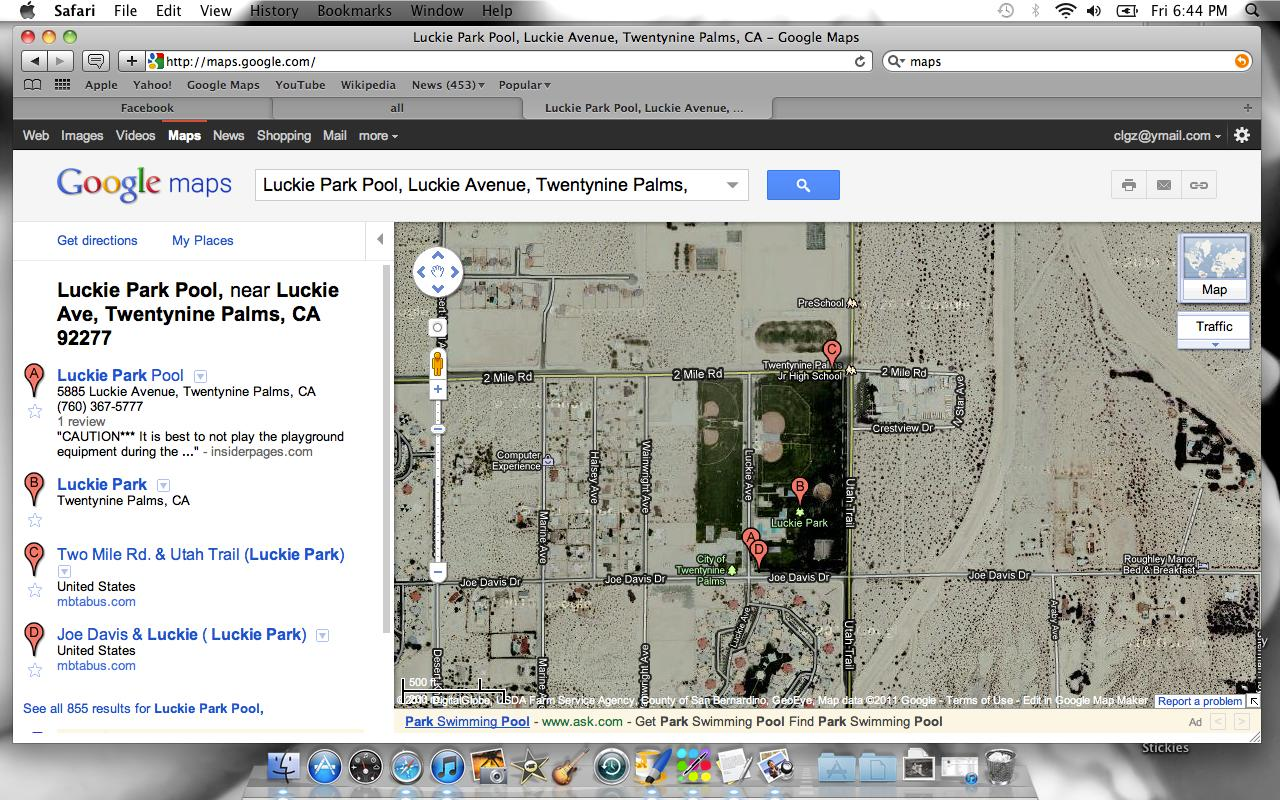 Safari File Edit View History Bookmarks Window Help Fri 6:44 PM
Luckie Park Pool, Luckie Avenue, Twentynine Palms, CA – Google Maps
http://maps.google.com/ maps
Apple Yahoo! Google Maps YouTube Wikipedia News (453) Popular
Facebook all Luckie Park Pool, Luckie Avenue, ...
Web Images Videos Maps News Shopping Mail more clgz@ymail.com
Google maps Luckie Park Pool, Luckie Avenue, Twentynine Palms,
Get directions My Places
Luckie Park Pool, near Luckie
Ave, Twentynine Palms, CA
92277
A Luckie Park Pool
5885 Luckie Avenue, Twentynine Palms, CA
(760) 367-5777
1 review
"CAUTION*** It is best to not play the playground
equipment during the ..." - insiderpages.com
B Luckie Park
Twentynine Palms, CA
C Two Mile Rd. & Utah Trail (Luckie Park)
United States
mbtabus.com
D Joe Davis & Luckie ( Luckie Park)
United States
mbtabus.com
See all 855 results for Luckie Park Pool,
Map
Traffic
PreSchool
C
Twentynine Palms
Jr High School
2 Mile Rd
2 Mile Rd
2 Mile Rd
N Star Ave
Crestview Dr
Computer
Experience
Halsey Ave
Wainwright Ave
Luckie Ave
Utah Trail
Marine Ave
B
Luckie Park
A
D
City of
Twentynine
Palms
Roughley Manor
Bed & Breakfast
Joe Davis Dr
Joe Davis Dr
Joe Davis Dr
Joe Davis Dr
Luckie Ave
Utah Trail
Araby Ave
Marine
Wainwright Ave
500 ft
DigitalGlobe, USDA Farm Service Agency, County of San Bernardino, GeoEye, Map data ©2011 Google - Terms of Use - Edit in Google Map Maker Report a problem
Park Swimming Pool - www.ask.com - Get Park Swimming Pool Find Park Swimming Pool Ad
Stickies